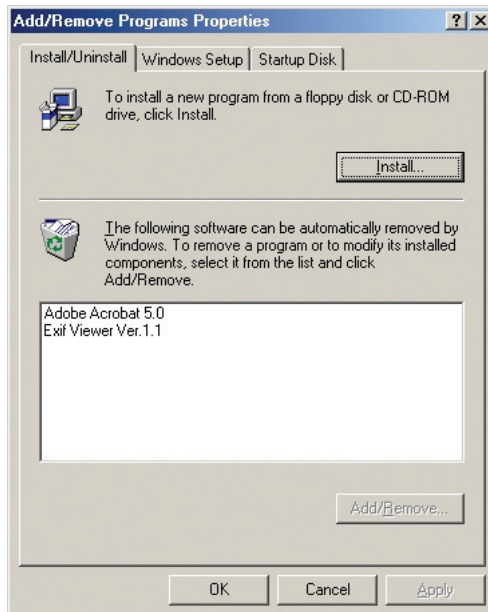 Add/Remove Programs Properties
Install/Uninstall
Windows Setup
Startup Disk
To install a new program from a floppy disk or CD-ROM
drive, click Install.
Install...
The following software can be automatically removed by
Windows. To remove a program or to modify its installed
components, select it from the list and click
Add/Remove.
Adobe Acrobat 5.0
Exif Viewer Ver.1.1
Add/Remove...
OK
Cancel
Apply